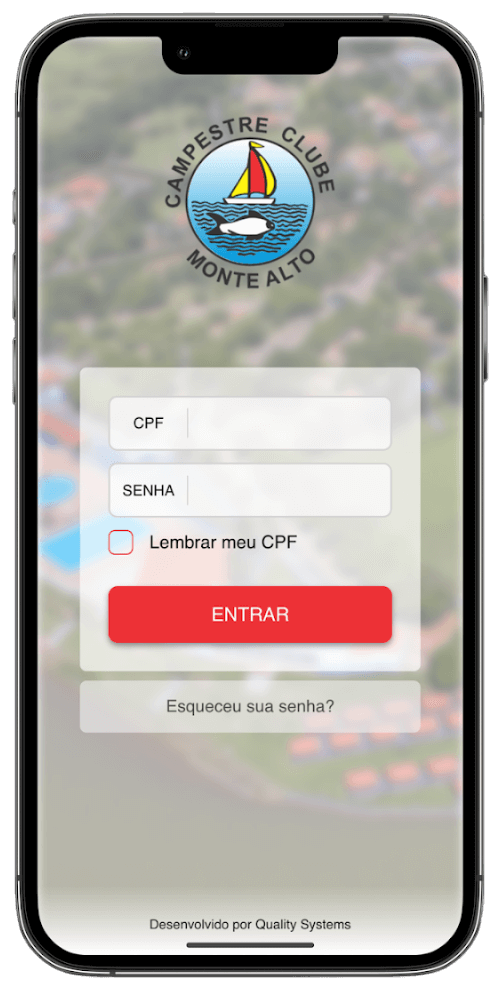 CAMPESTRE CLUBE
MONTE ALTO
CPF
SENHA
Lembrar meu CPF
ENTRAR
Esqueceu sua senha?
Desenvolvido por Quality Systems